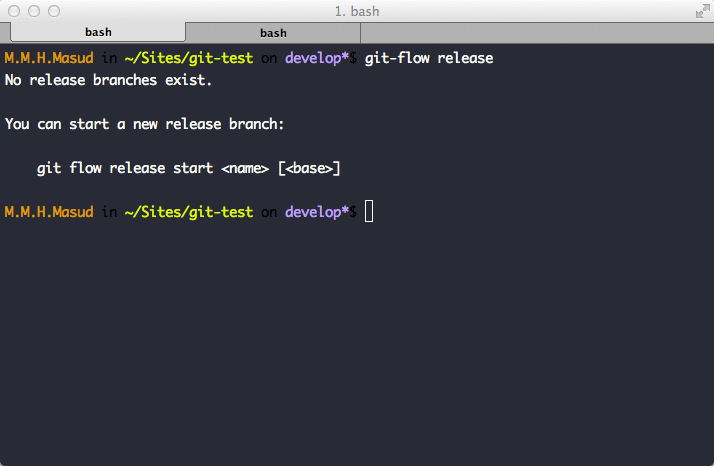 1. bash
bash bash
M.M.H.Masud in ~/Sites/git-test on develop*$ git-flow release
No release branches exist.
You can start a new release branch:
git flow release start <name> [<base>]
M.M.H.Masud in ~/Sites/git-test on develop*$